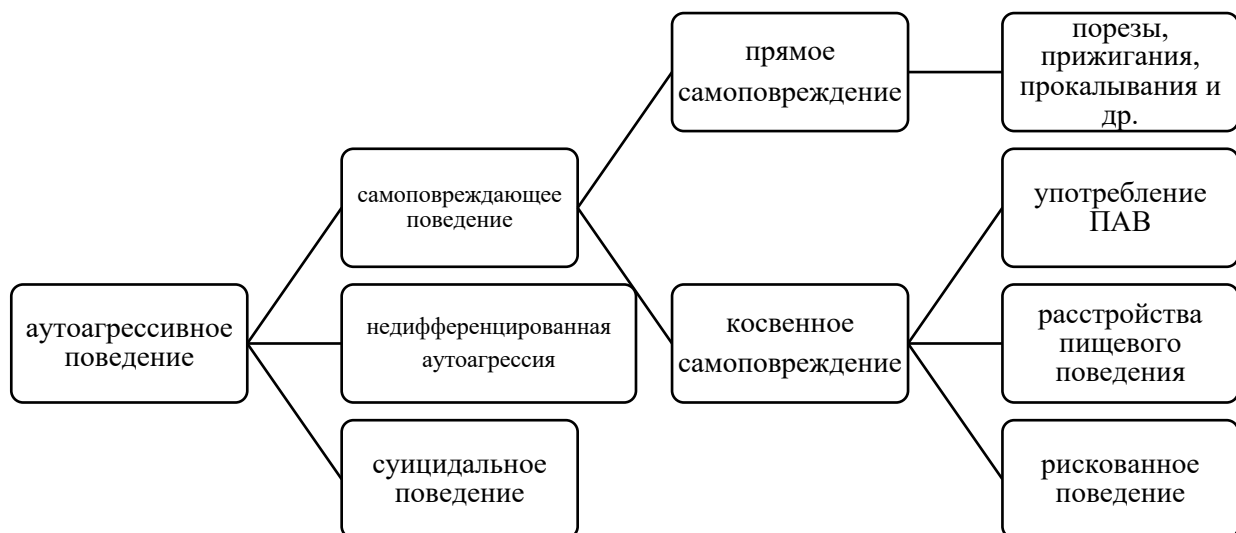 прямое
самоповреждение
порезы,
прижигания,
прокалывания и
др.
самоповреждающее
поведение
употребление
ПАВ
аутоагрессивное
поведение
недифференцированная
аутоагрессия
косвенное
самоповреждение
расстройства
пищевого
поведения
суицидальное
поведение
рискованное
поведение